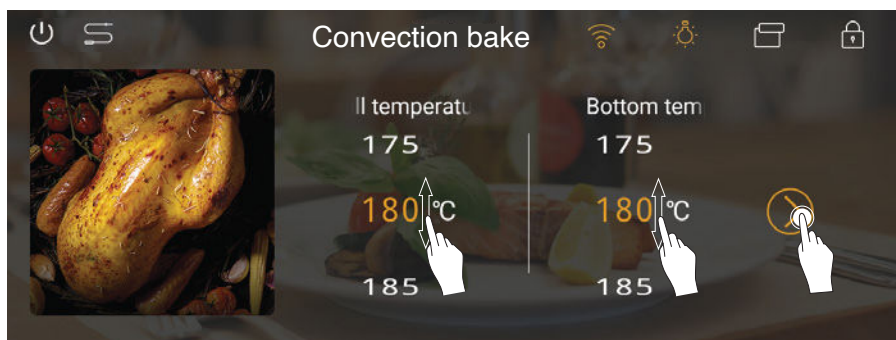 Convection bake
ll temperatu
Bottom tem
175
175
180 °C
180 °C
185
185